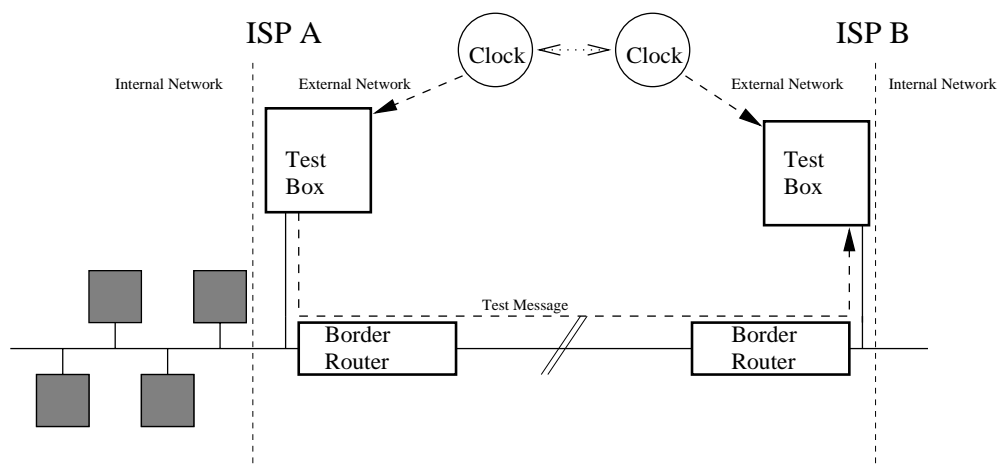 ISP A
ISP B
Clock
Clock
Internal Network
External Network
External Network
Internal Network
Test
Box
Test
Box
Test Message
Border
Router
Border
Router